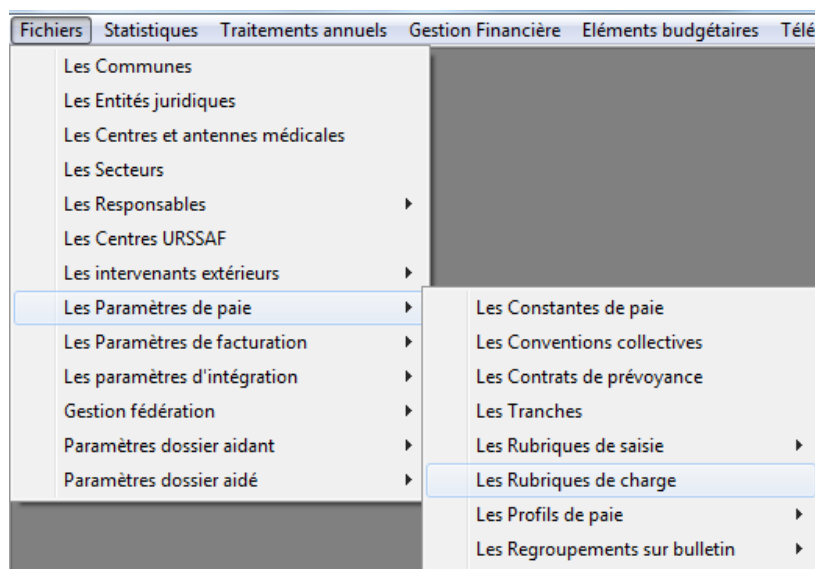 Fichiers Statistiques Traitements annuels Gestion Financière Eléments budgétaires Télé
Les Communes
Les Entités juridiques
Les Centres et antennes médicales
Les Secteurs
Les Responsables
Les Centres URSSAF
Les intervenants extérieurs
Les Paramètres de paie
Les Paramètres de facturation
Les paramètres d'intégration
Gestion fédération
Paramètres dossier aidant
Paramètres dossier aidé
Les Constantes de paie
Les Conventions collectives
Les Contrats de prévoyance
Les Tranches
Les Rubriques de saisie
Les Rubriques de charge
Les Profils de paie
Les Regroupements sur bulletin